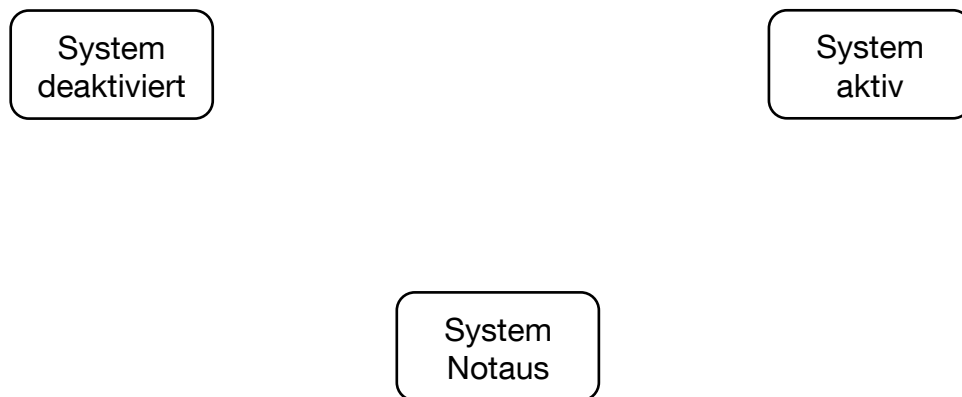 System
deaktiviert
System
aktiv
System
Notaus